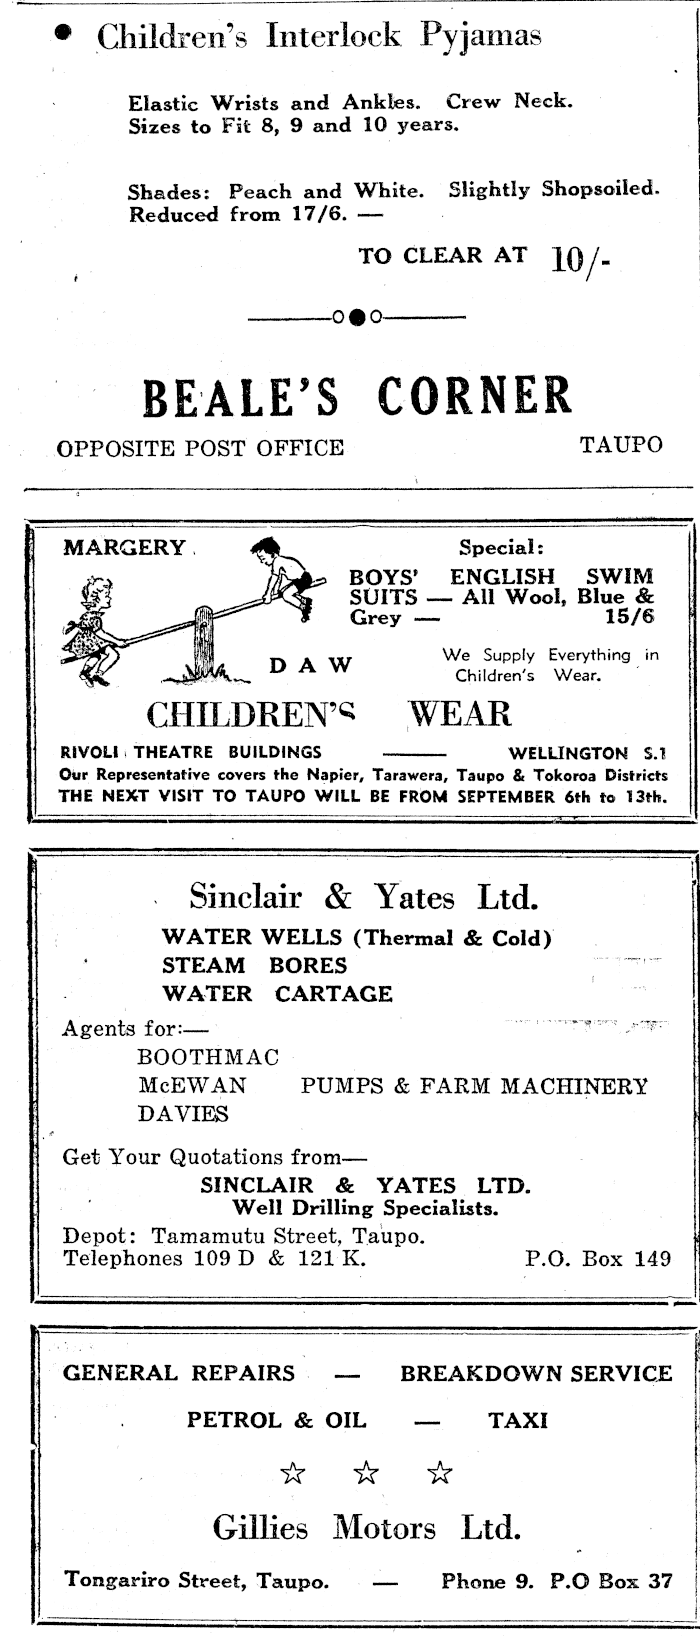 ● Children's Interlock Pyjamas
Elastic Wrists and Ankles. Crew Neck.
Sizes to Fit 8, 9 and 10 years.
Shades: Peach and White. Slightly Shopsoiled.
Reduced from 17/6. —
TO CLEAR AT 10/-
BEALE'S CORNER
OPPOSITE POST OFFICE TAUPO
MARGERY
DAW
Special:
BOYS' ENGLISH SWIM
SUITS — All Wool, Blue &
Grey — 15/6
We Supply Everything in
Children's Wear.
CHILDREN'S WEAR
RIVOLI THEATRE BUILDINGS —— WELLINGTON S.1
Our Representative covers the Napier, Tarawera, Taupo & Tokoroa Districts
THE NEXT VISIT TO TAUPO WILL BE FROM SEPTEMBER 6th to 13th.
Sinclair & Yates Ltd.
WATER WELLS (Thermal & Cold)
STEAM BORES
WATER CARTAGE
Agents for:—
BOOTHMAC
McEWAN PUMPS & FARM MACHINERY
DAVIES
Get Your Quotations from—
SINCLAIR & YATES LTD.
Well Drilling Specialists.
Depot: Tamamutu Street, Taupo.
Telephones 109 D & 121 K. P.O. Box 149
GENERAL REPAIRS — BREAKDOWN SERVICE
PETROL & OIL — TAXI
☆ ☆ ☆
Gillies Motors Ltd.
Tongariro Street, Taupo. — Phone 9. P.O Box 37